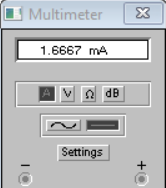 Multimeter
1.6667 mA
A V Ω dB
Settings
− +